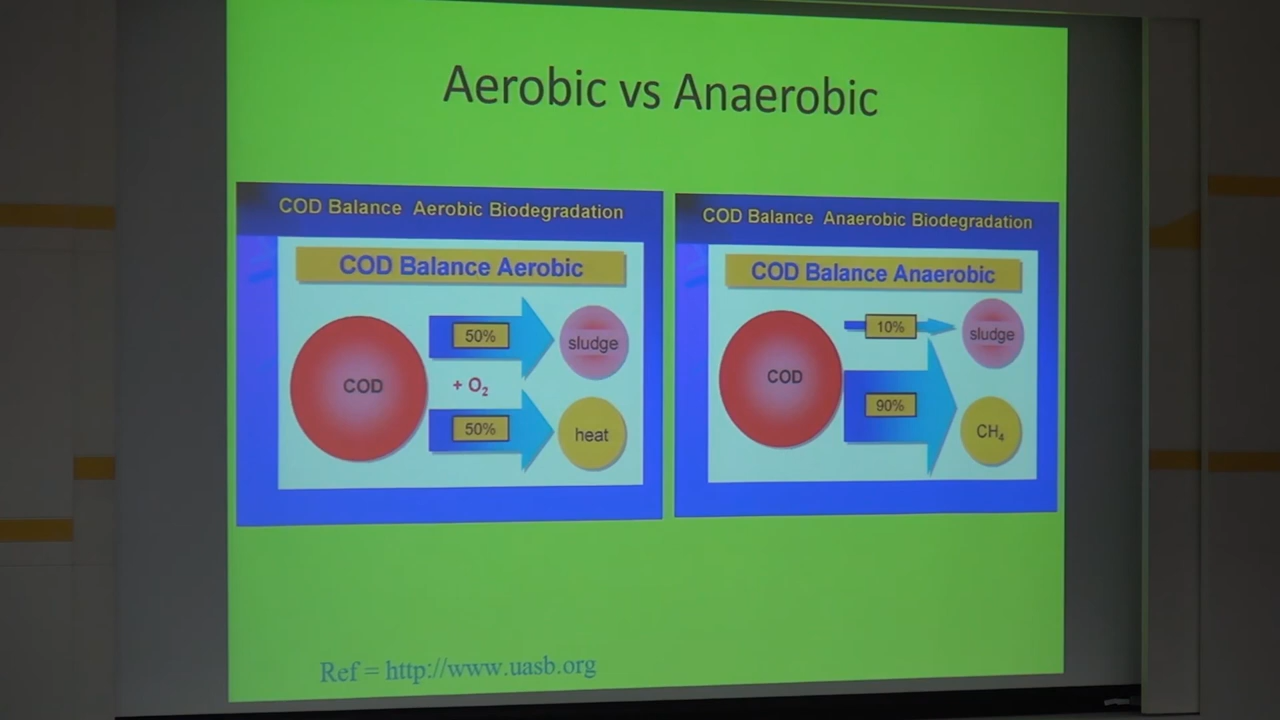 Aerobic vs Anaerobic
COD Balance Aerobic Biodegradation
COD Balance Aerobic
COD
50%
sludge
+ O₂
50%
heat
COD Balance Anaerobic Biodegradation
COD Balance Anaerobic
COD
10%
sludge
90%
CH₄
Ref = http://www.uasb.org